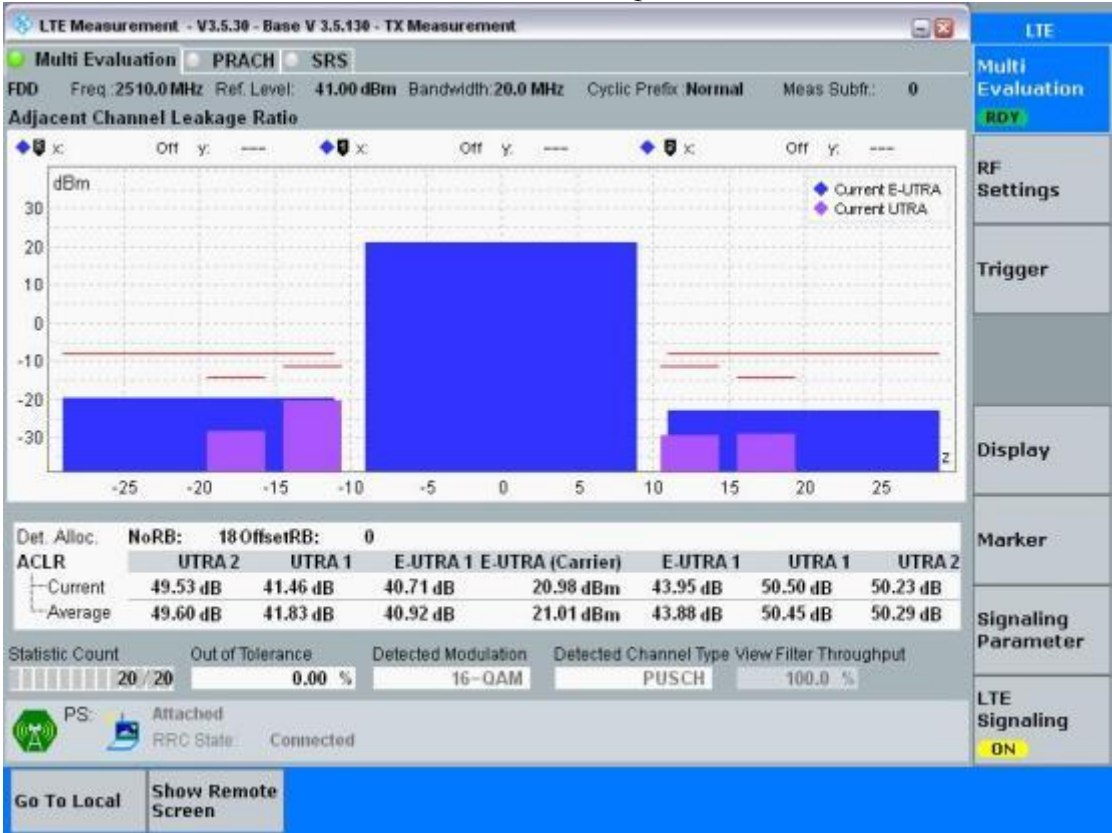 LTE Measurement - V3.5.30 - Base V 3.5.130 - TX Measurement
LTE
Multi Evaluation PRACH SRS
Multi
Evaluation
RDY
FDD Freq.:2510.0 MHz Ref. Level: 41.00 dBm Bandwidth:20.0 MHz Cyclic Prefix:Normal Meas Subfr.: 0
Adjacent Channel Leakage Ratio
x: Off y: --- x: Off y: --- x: Off y: ---
dBm
Current E-UTRA
Current UTRA
30
20
10
0
-10
-20
-30
z
-25 -20 -15 -10 -5 0 5 10 15 20 25
RF
Settings
Trigger
Display
Marker
Signaling
Parameter
LTE
Signaling
ON
Det. Alloc. NoRB: 18 OffsetRB: 0
ACLR UTRA 2 UTRA 1 E-UTRA 1 E-UTRA (Carrier) E-UTRA 1 UTRA 1 UTRA 2
Current 49.53 dB 41.46 dB 40.71 dB 20.98 dBm 43.95 dB 50.50 dB 50.23 dB
Average 49.60 dB 41.83 dB 40.92 dB 21.01 dBm 43.88 dB 50.45 dB 50.29 dB
Statistic Count Out of Tolerance Detected Modulation Detected Channel Type View Filter Throughput
20 / 20 0.00 % 16-QAM PUSCH 100.0 %
PS: Attached
RRC State: Connected
Go To Local
Show Remote
Screen